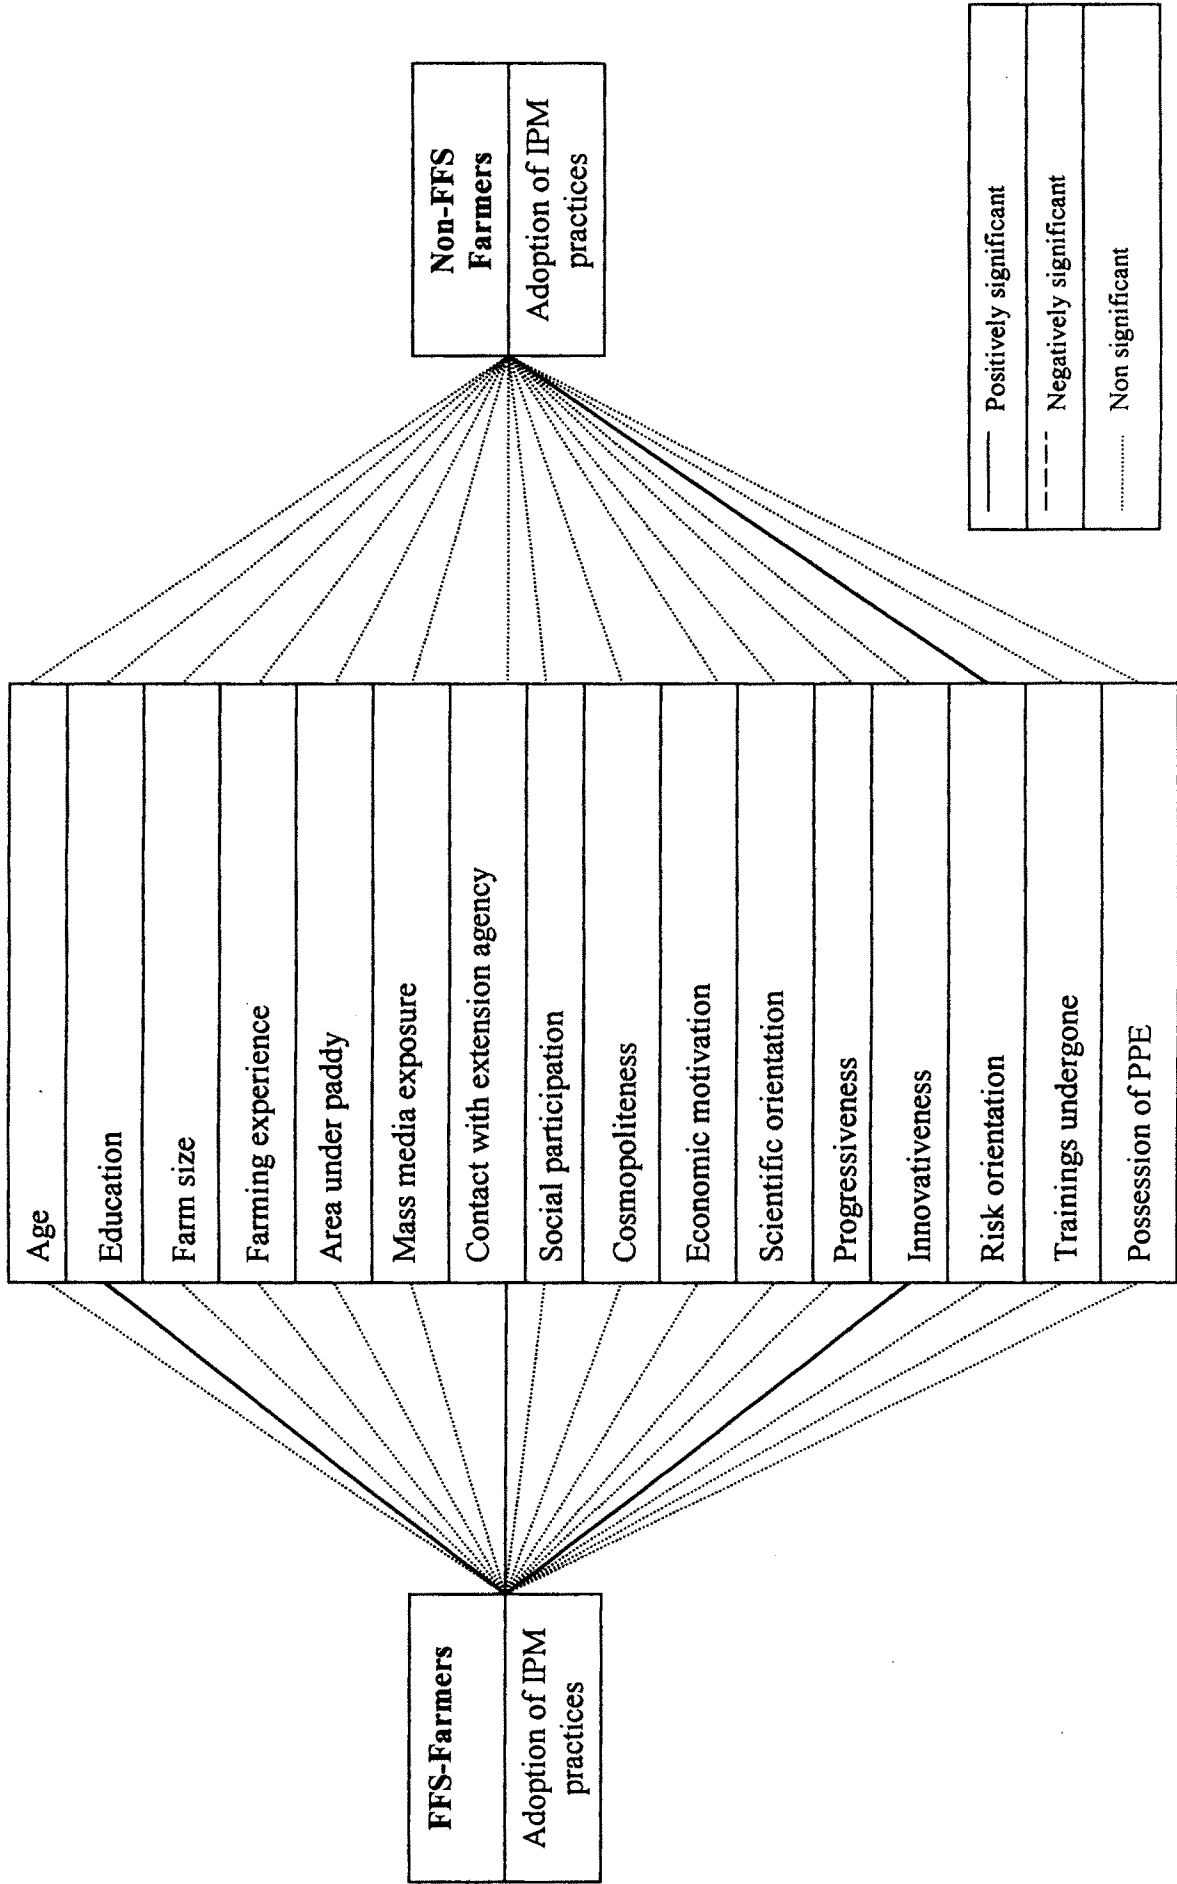 FFS-Farmers
Adoption of IPM
practices
Age
Education
Farm size
Farming experience
Area under paddy
Mass media exposure
Contact with extension agency
Social participation
Cosmopoliteness
Economic motivation
Scientific orientation
Progressiveness
Innovativeness
Risk orientation
Trainings undergone
Possession of PPE
Non-FFS
Farmers
Adoption of IPM
practices
Positively significant
Negatively significant
Non significant